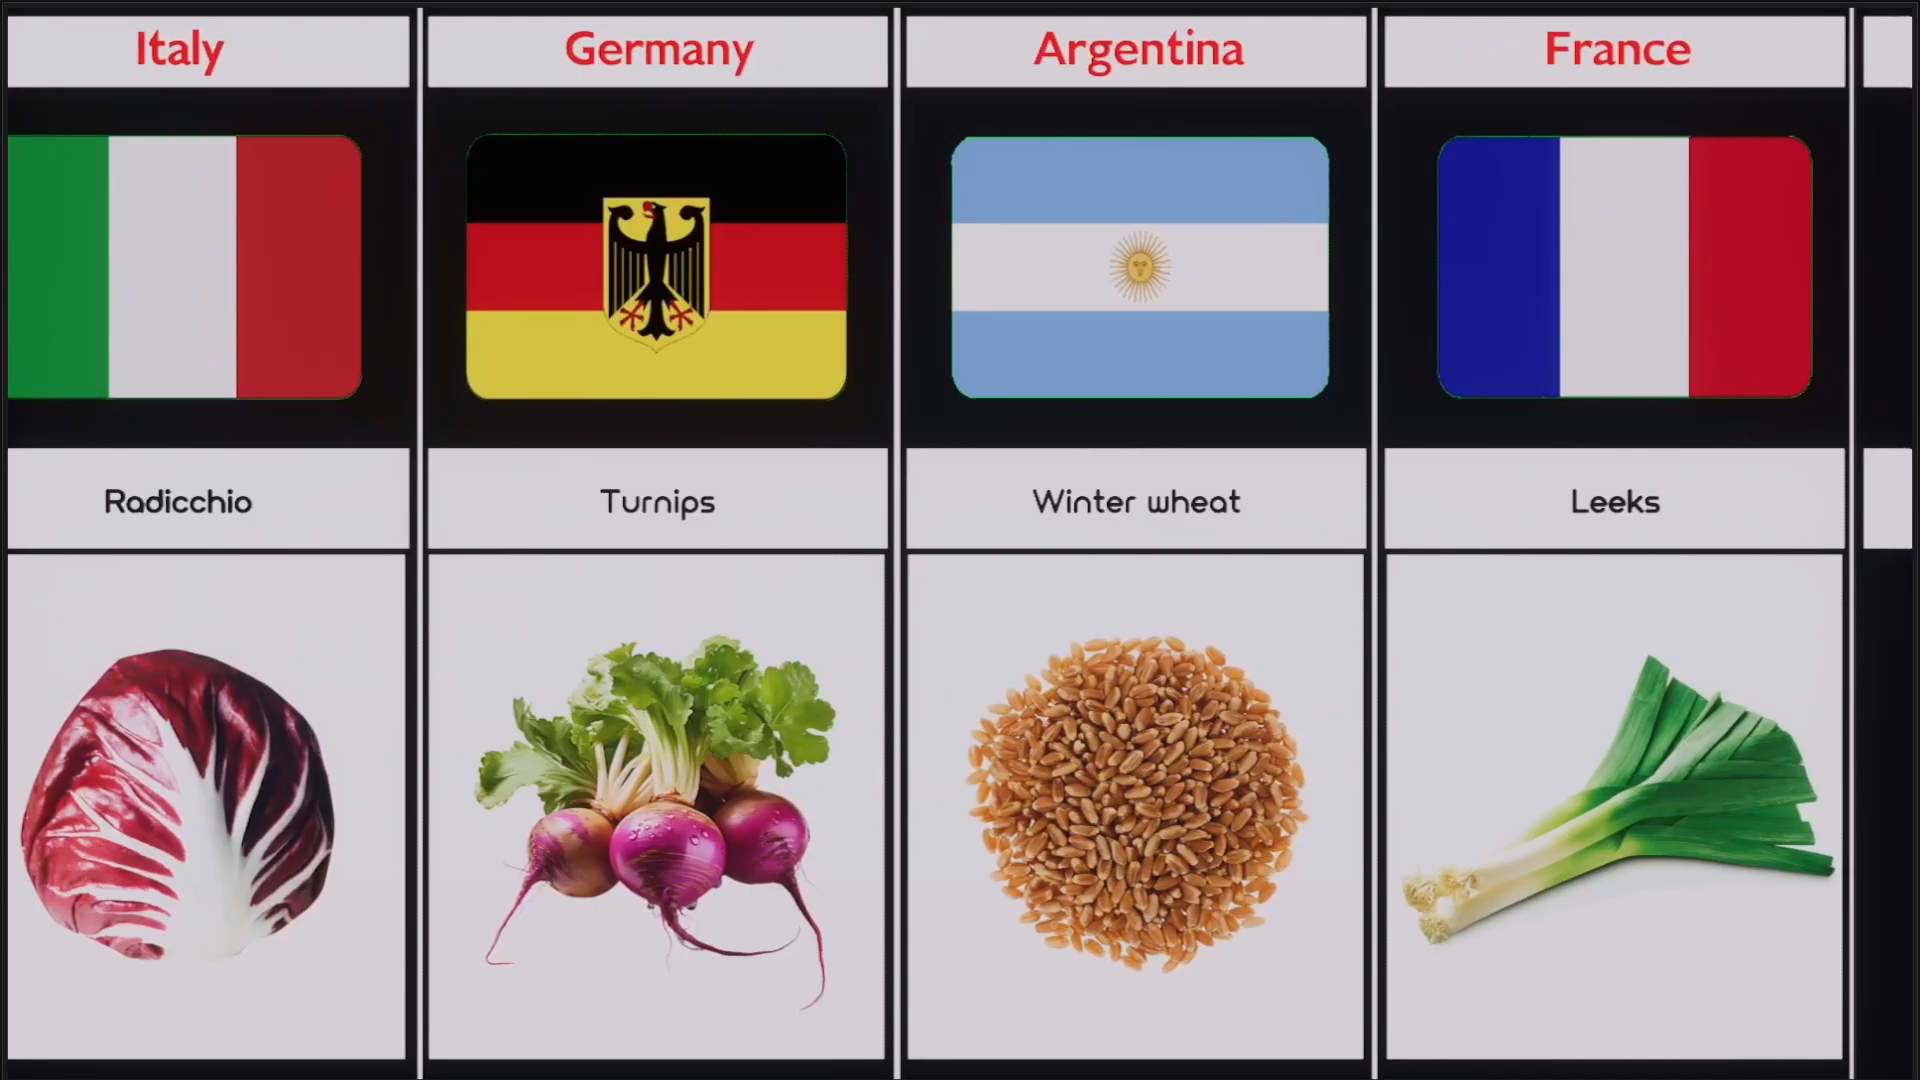 Italy
Germany
Argentina
France
Radicchio
Turnips
Winter wheat
Leeks